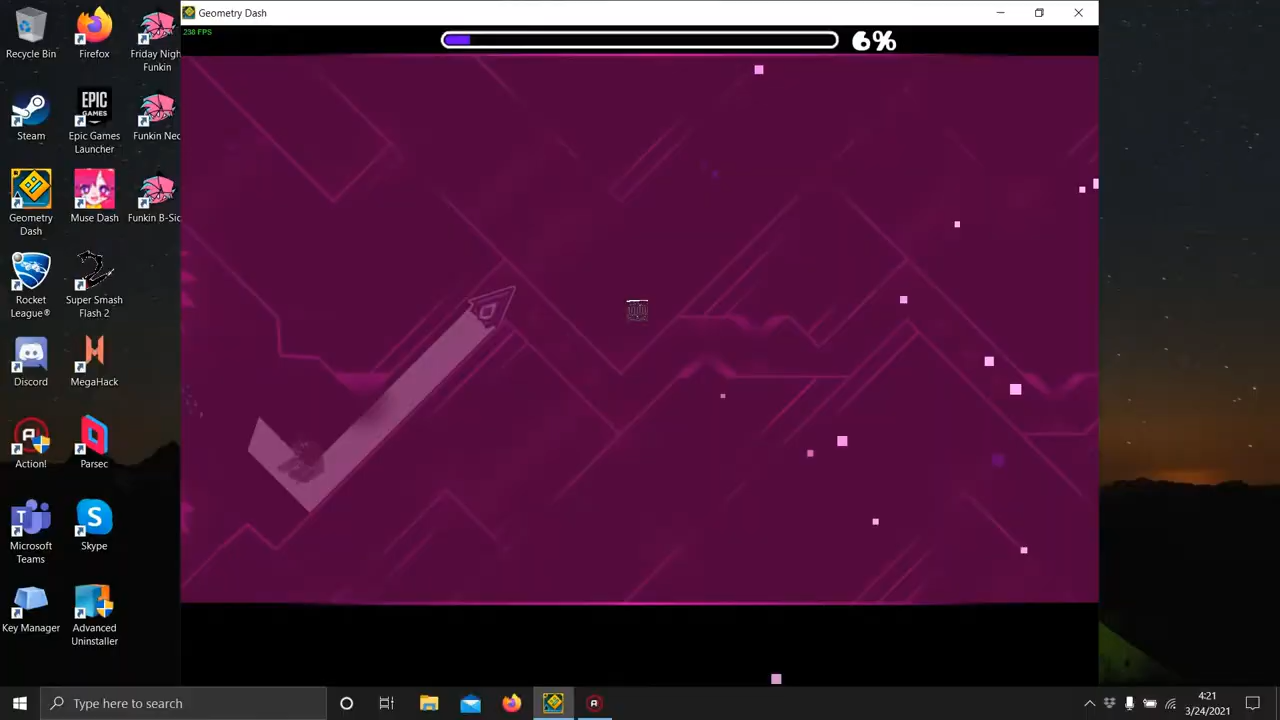 Geometry Dash
238 FPS
6%
Recycle Bin
Firefox
Friday Nigh
Funkin
Steam
Epic Games
Launcher
Funkin Neo
Geometry
Dash
Muse Dash
Funkin B-Sic
Rocket
League®
Super Smash
Flash 2
Discord
MegaHack
Action!
Parsec
Microsoft
Teams
Skype
Key Manager
Advanced
Uninstaller
Type here to search
4:21
3/24/2021